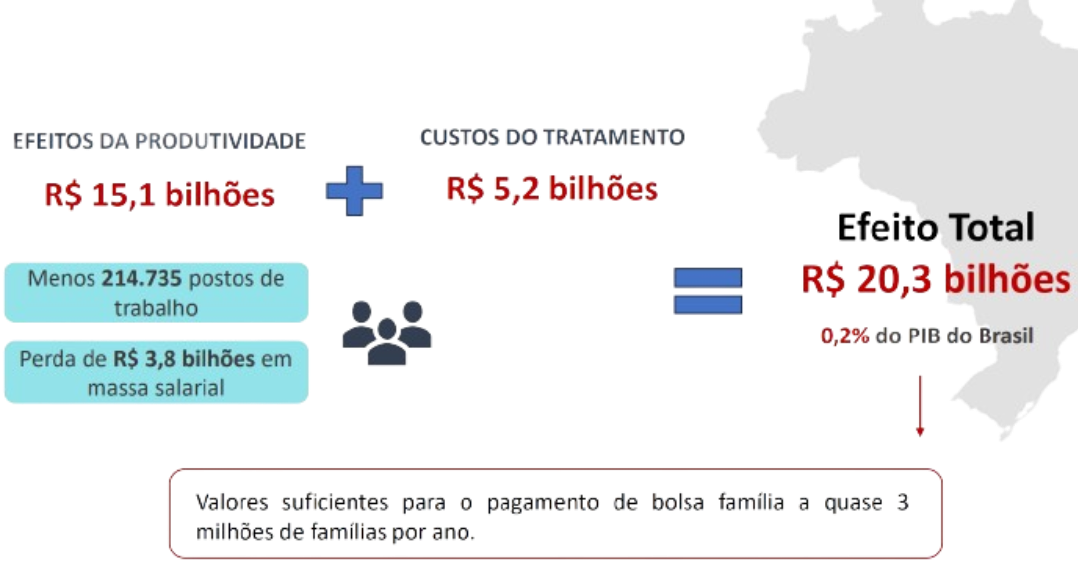 EFEITOS DA PRODUTIVIDADE
R$ 15,1 bilhões
CUSTOS DO TRATAMENTO
R$ 5,2 bilhões
Menos 214.735 postos de
trabalho
Perda de R$ 3,8 bilhões em
massa salarial
Efeito Total
R$ 20,3 bilhões
0,2% do PIB do Brasil
Valores suficientes para o pagamento de bolsa família a quase 3
milhões de famílias por ano.